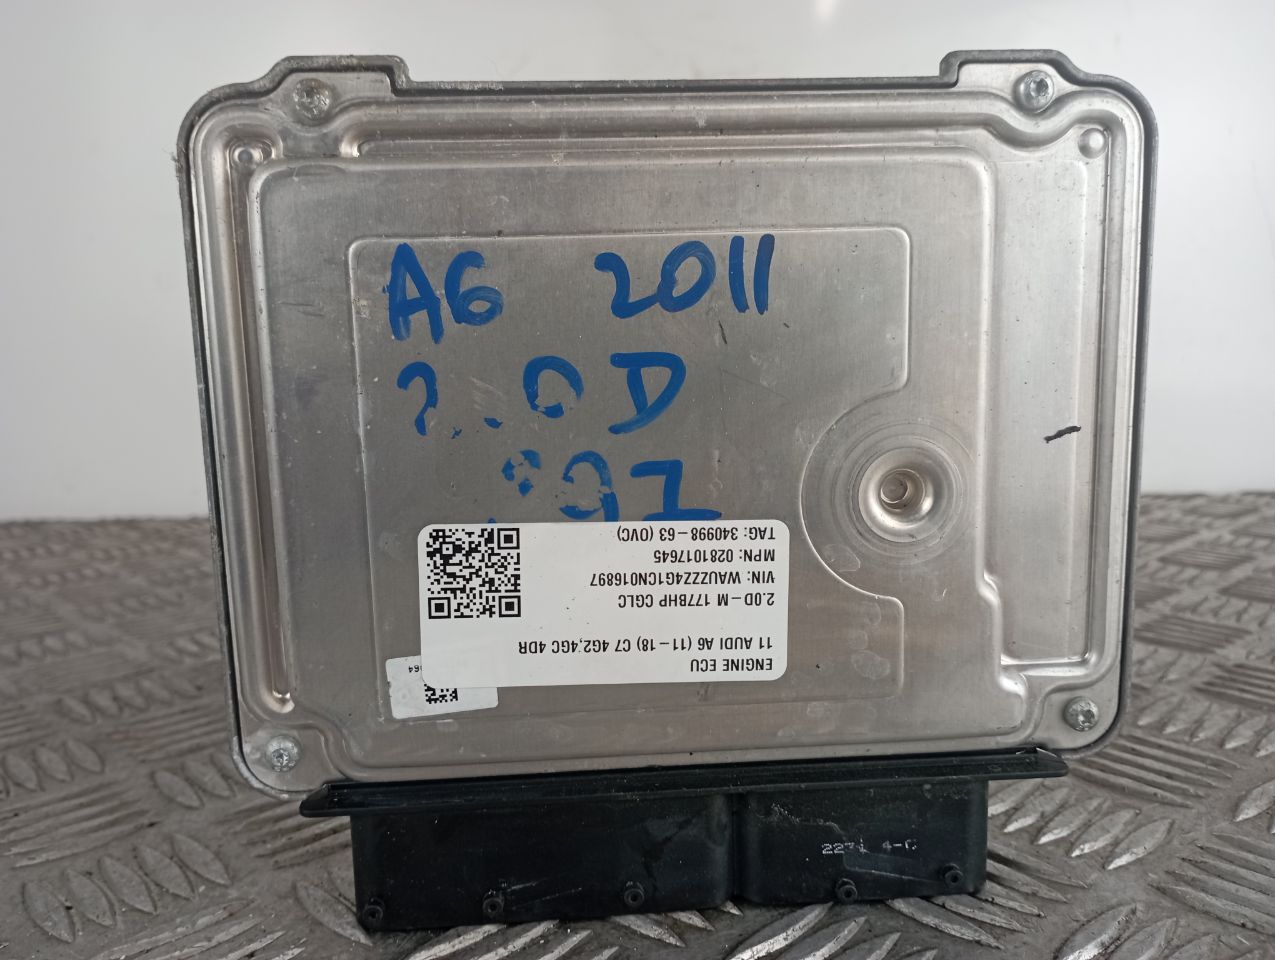 A6 2011
2.0D
ENGINE ECU
11 AUDI A6 (11-18) C7 4G2,4GC 4DR
2.0D-M 177BHP CGLC
VIN: WAUZZZ4G1CN016897
MPN: 0281017645
TAG: 340998-63 (OVC)